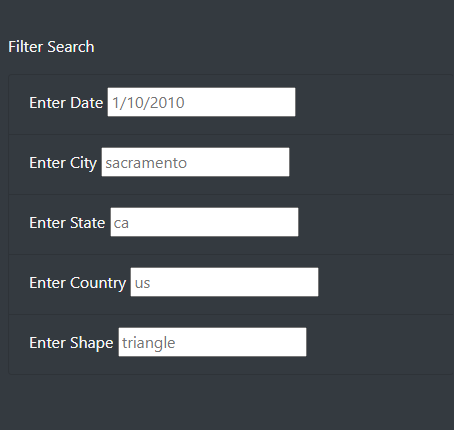 Filter Search
Enter Date 1/10/2010
Enter City sacramento
Enter State ca
Enter Country us
Enter Shape triangle